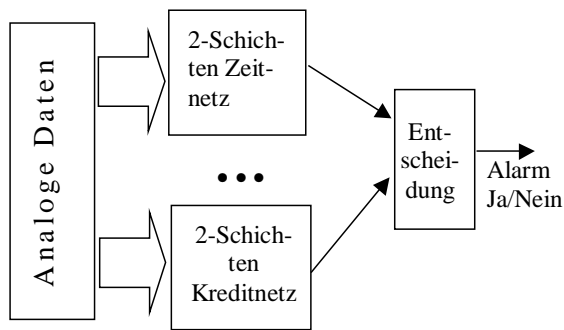 Analoge Daten
2-Schich-
ten Zeit-
netz
2-Schich-
ten
Kreditnetz
Ent-
schei-
dung
Alarm
Ja/Nein